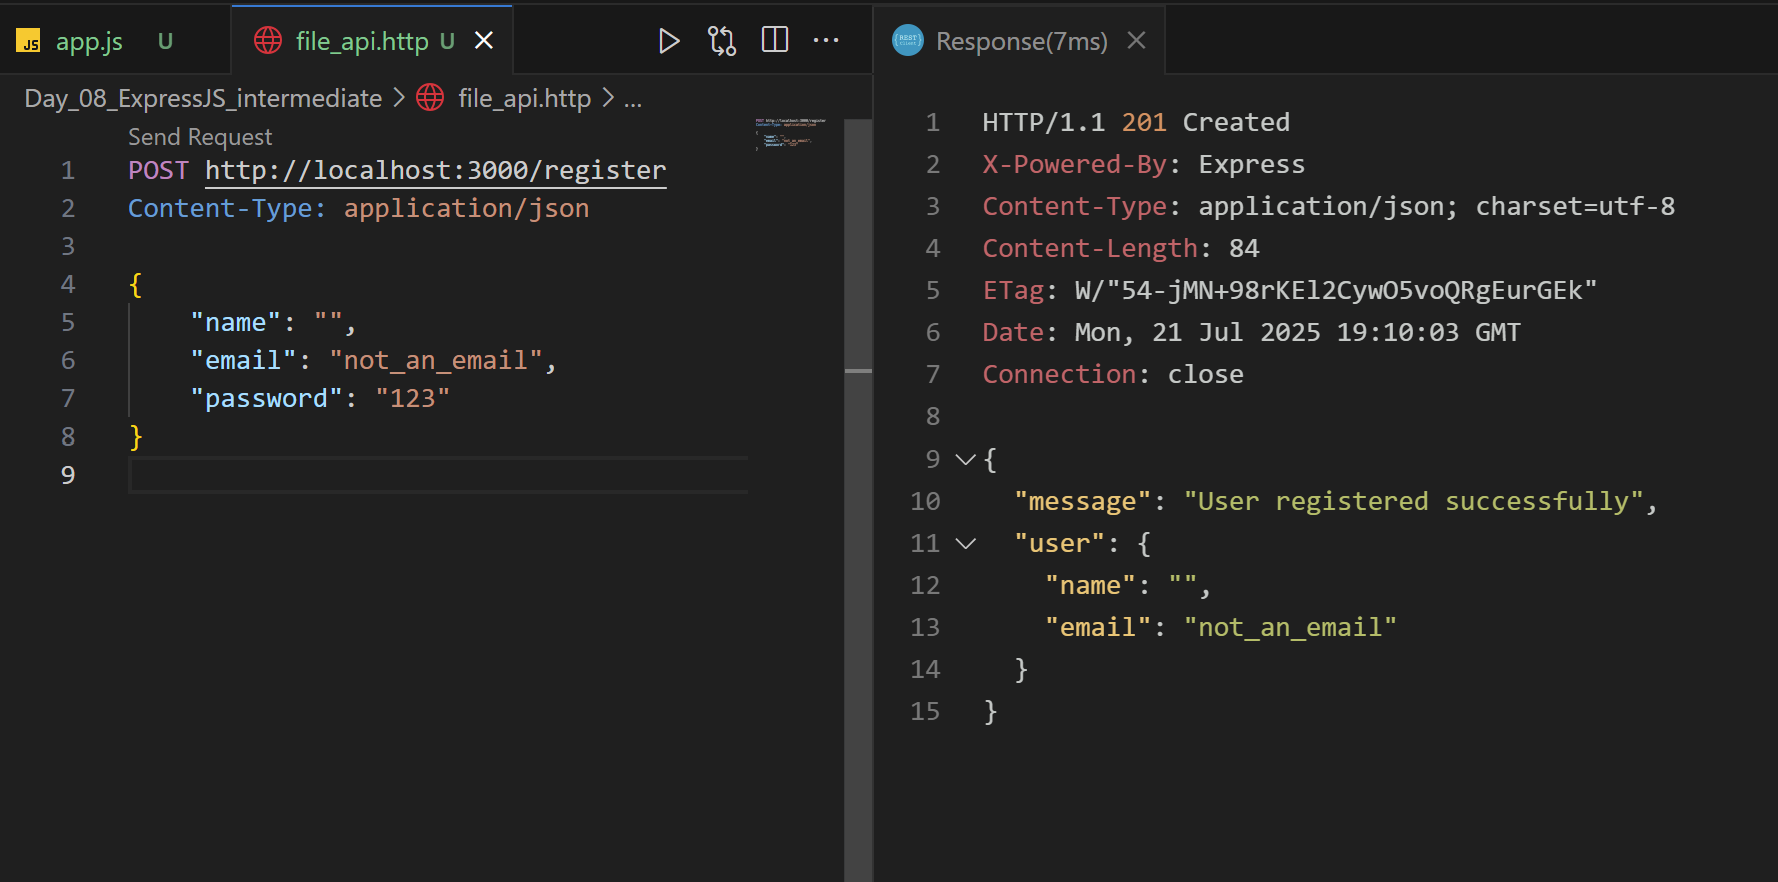 JS app.js U
file_api.http U
Day_08_ExpressJS_intermediate > file_api.http > ...
Send Request
1 POST http://localhost:3000/register
2 Content-Type: application/json
3
4 {
5 "name": "",
6 "email": "not_an_email",
7 "password": "123"
8 }
9
REST Client Response(7ms)
1 HTTP/1.1 201 Created
2 X-Powered-By: Express
3 Content-Type: application/json; charset=utf-8
4 Content-Length: 84
5 ETag: W/"54-jMN+98rKEl2CywO5voQRgEurGEk"
6 Date: Mon, 21 Jul 2025 19:10:03 GMT
7 Connection: close
8
9 {
10 "message": "User registered successfully",
11 "user": {
12 "name": "",
13 "email": "not_an_email"
14 }
15 }